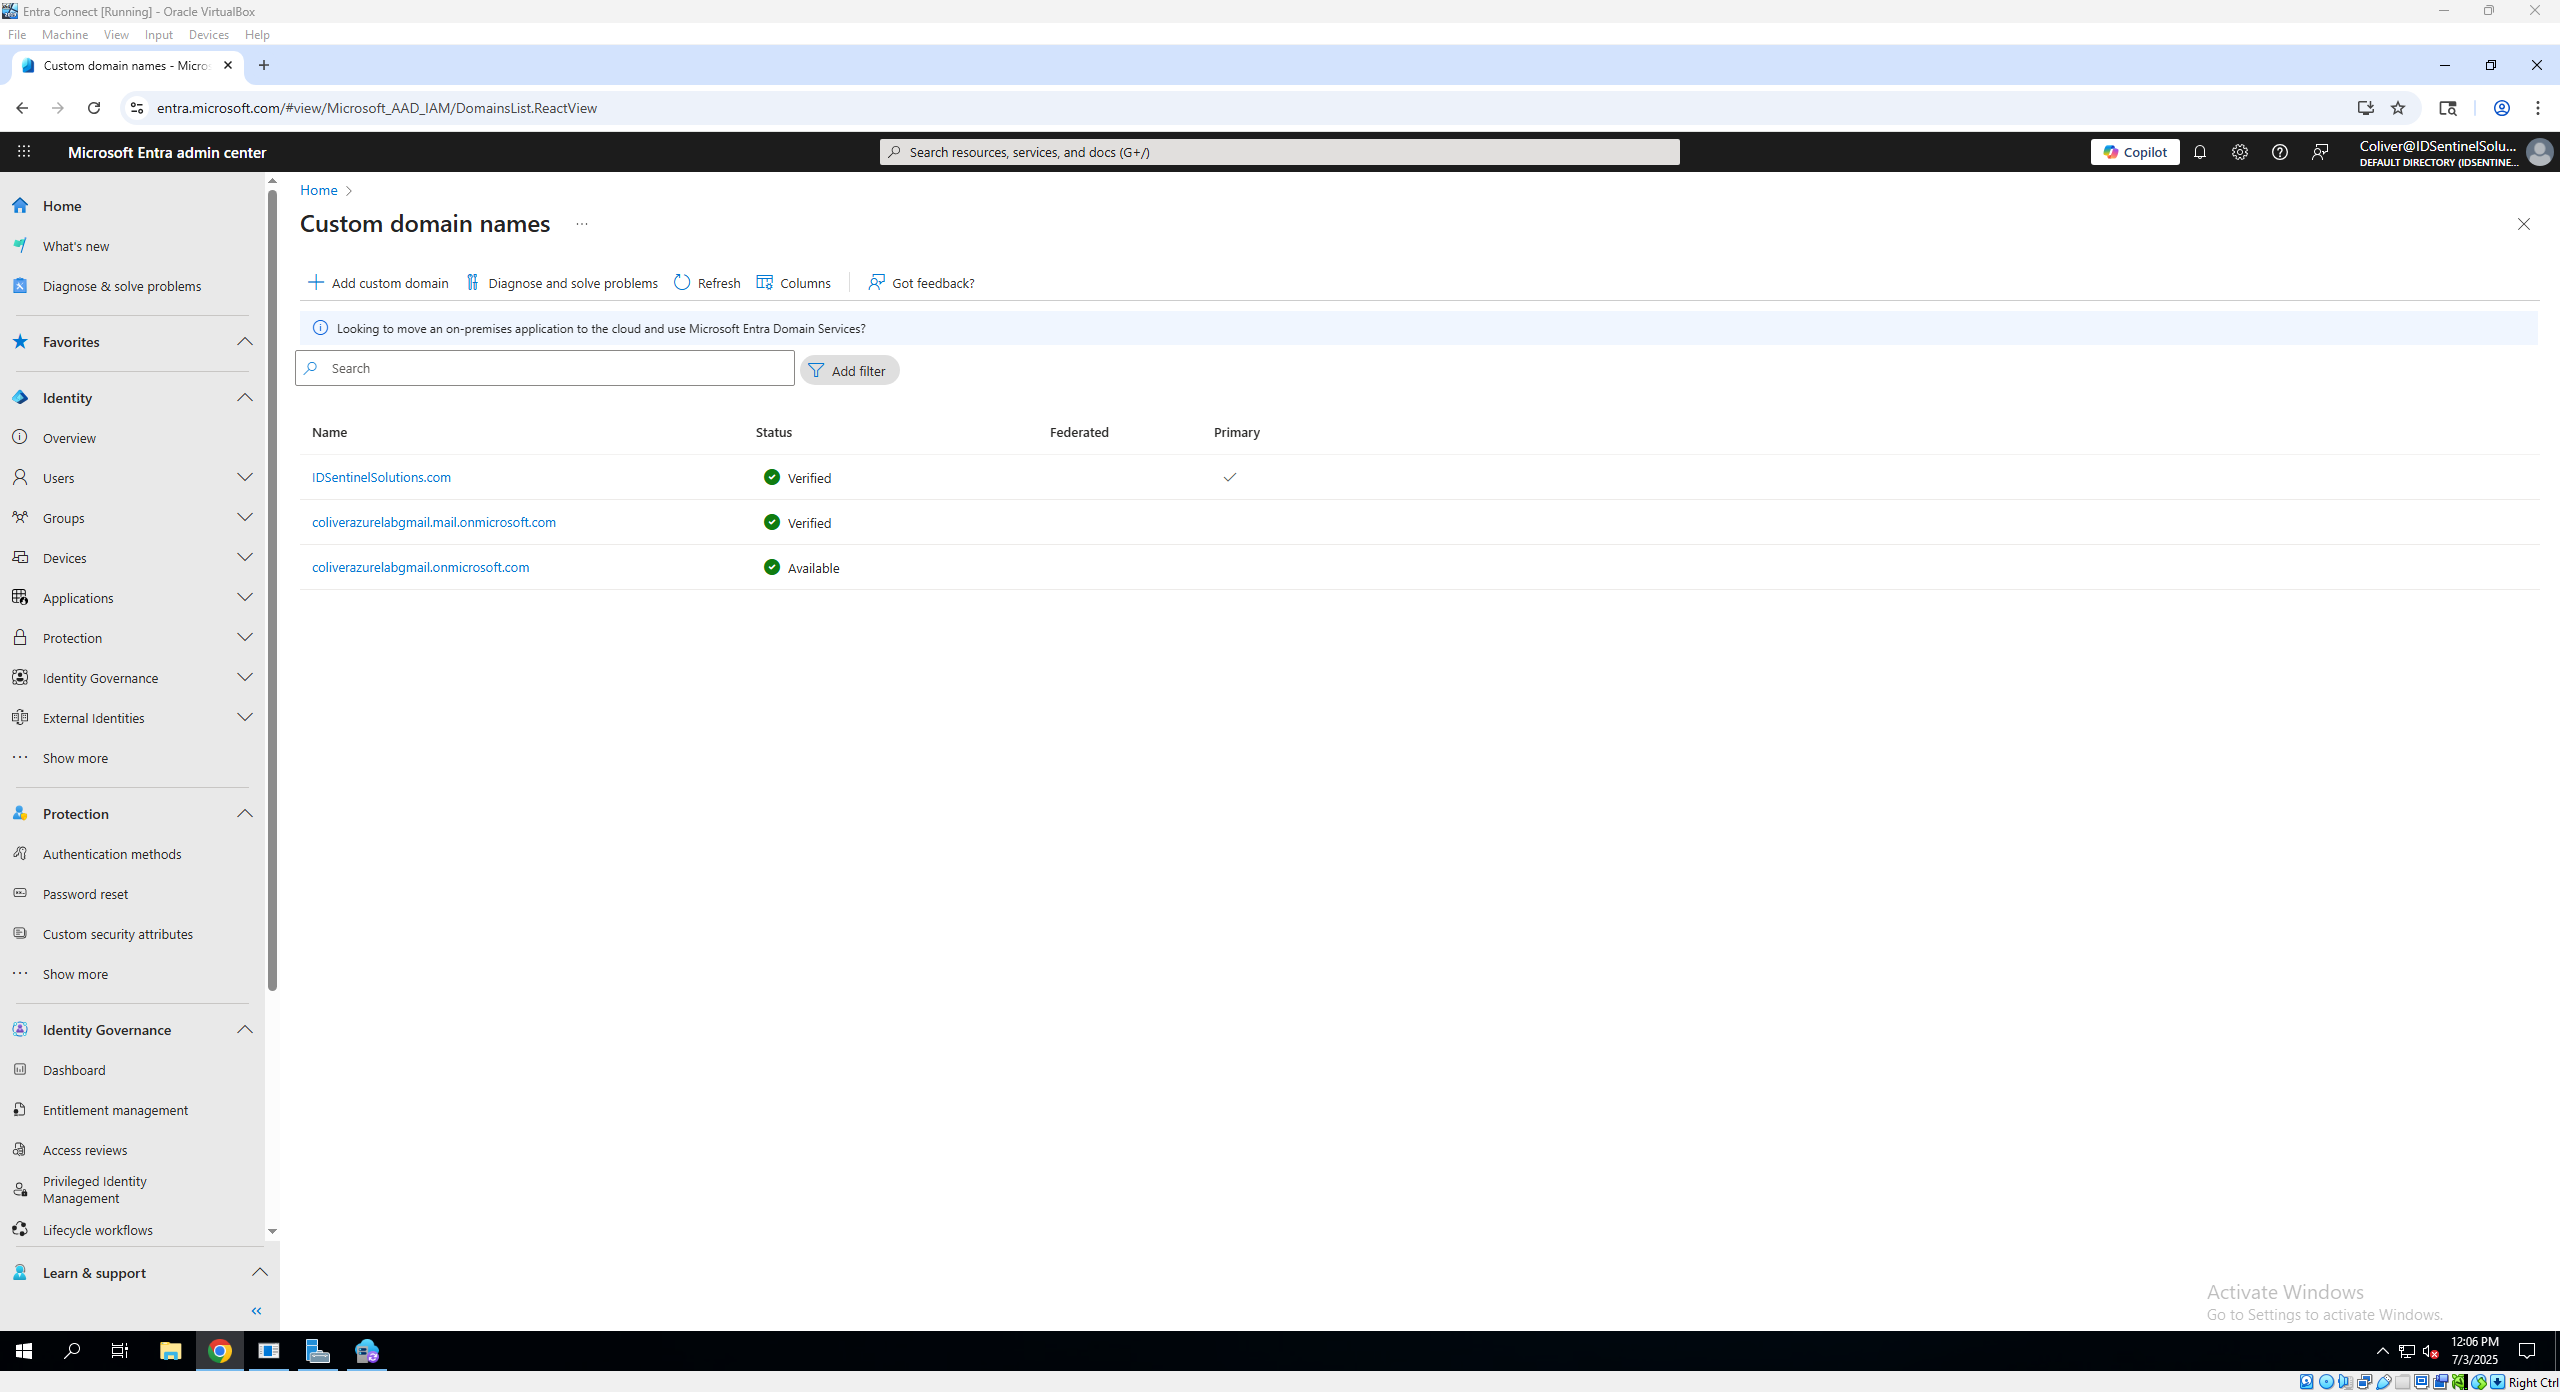 Entra Connect [Running] - Oracle VirtualBox
File Machine View Input Devices Help
Custom domain names - Micro
entra.microsoft.com/#view/Microsoft_AAD_IAM/DomainsList.ReactView
Microsoft Entra admin center
Search resources, services, and docs (G+/)
Copilot
Coliver@IDSentinelSolu...
DEFAULT DIRECTORY (IDSENTINE...
Home
What's new
Diagnose & solve problems
Favorites
Identity
Overview
Users
Groups
Devices
Applications
Protection
Identity Governance
External Identities
Show more
Protection
Authentication methods
Password reset
Custom security attributes
Show more
Identity Governance
Dashboard
Entitlement management
Access reviews
Privileged Identity
Management
Lifecycle workflows
Learn & support
Home
Custom domain names
Add custom domain Diagnose and solve problems Refresh Columns Got feedback?
Looking to move an on-premises application to the cloud and use Microsoft Entra Domain Services?
Search Add filter
Name Status Federated Primary
IDSentinelSolutions.com Verified
coliverazurelabgmail.mail.onmicrosoft.com Verified
coliverazurelabgmail.onmicrosoft.com Available
Activate Windows
Go to Settings to activate Windows.
12:06 PM
7/3/2025
Right Ctrl